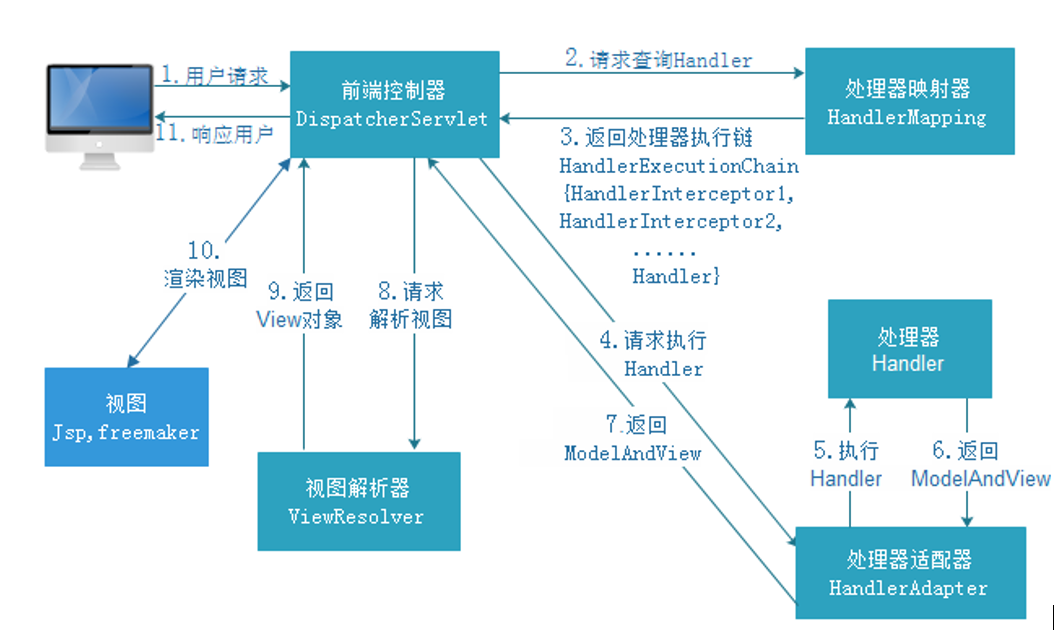 1.用户请求
11.响应用户
前端控制器
DispatcherServlet
2.请求查询Handler
处理器映射器
HandlerMapping
3.返回处理器执行链
HandlerExecutionChain
{HandlerInterceptor1,
HandlerInterceptor2,
......
Handler}
10.
渲染视图
9.返回
View对象
8.请求
解析视图
4.请求执行
Handler
处理器
Handler
视图
Jsp,freemaker
7.返回
ModelAndView
5.执行
Handler
6.返回
ModelAndView
视图解析器
ViewResolver
处理器适配器
HandlerAdapter